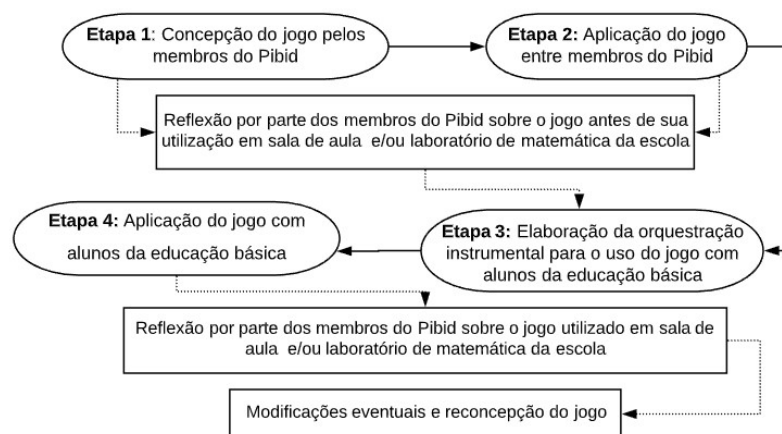 Etapa 1: Concepção do jogo pelos
membros do Pibid
Etapa 2: Aplicação do jogo
entre membros do Pibid
Reflexão por parte dos membros do Pibid sobre o jogo antes de sua
utilização em sala de aula e/ou laboratório de matemática da escola
Etapa 4: Aplicação do jogo com
alunos da educação básica
Etapa 3: Elaboração da orquestração
instrumental para o uso do jogo com
alunos da educação básica
Reflexão por parte dos membros do Pibid sobre o jogo utilizado em sala de
aula e/ou laboratório de matemática da escola
Modificações eventuais e reconcepção do jogo